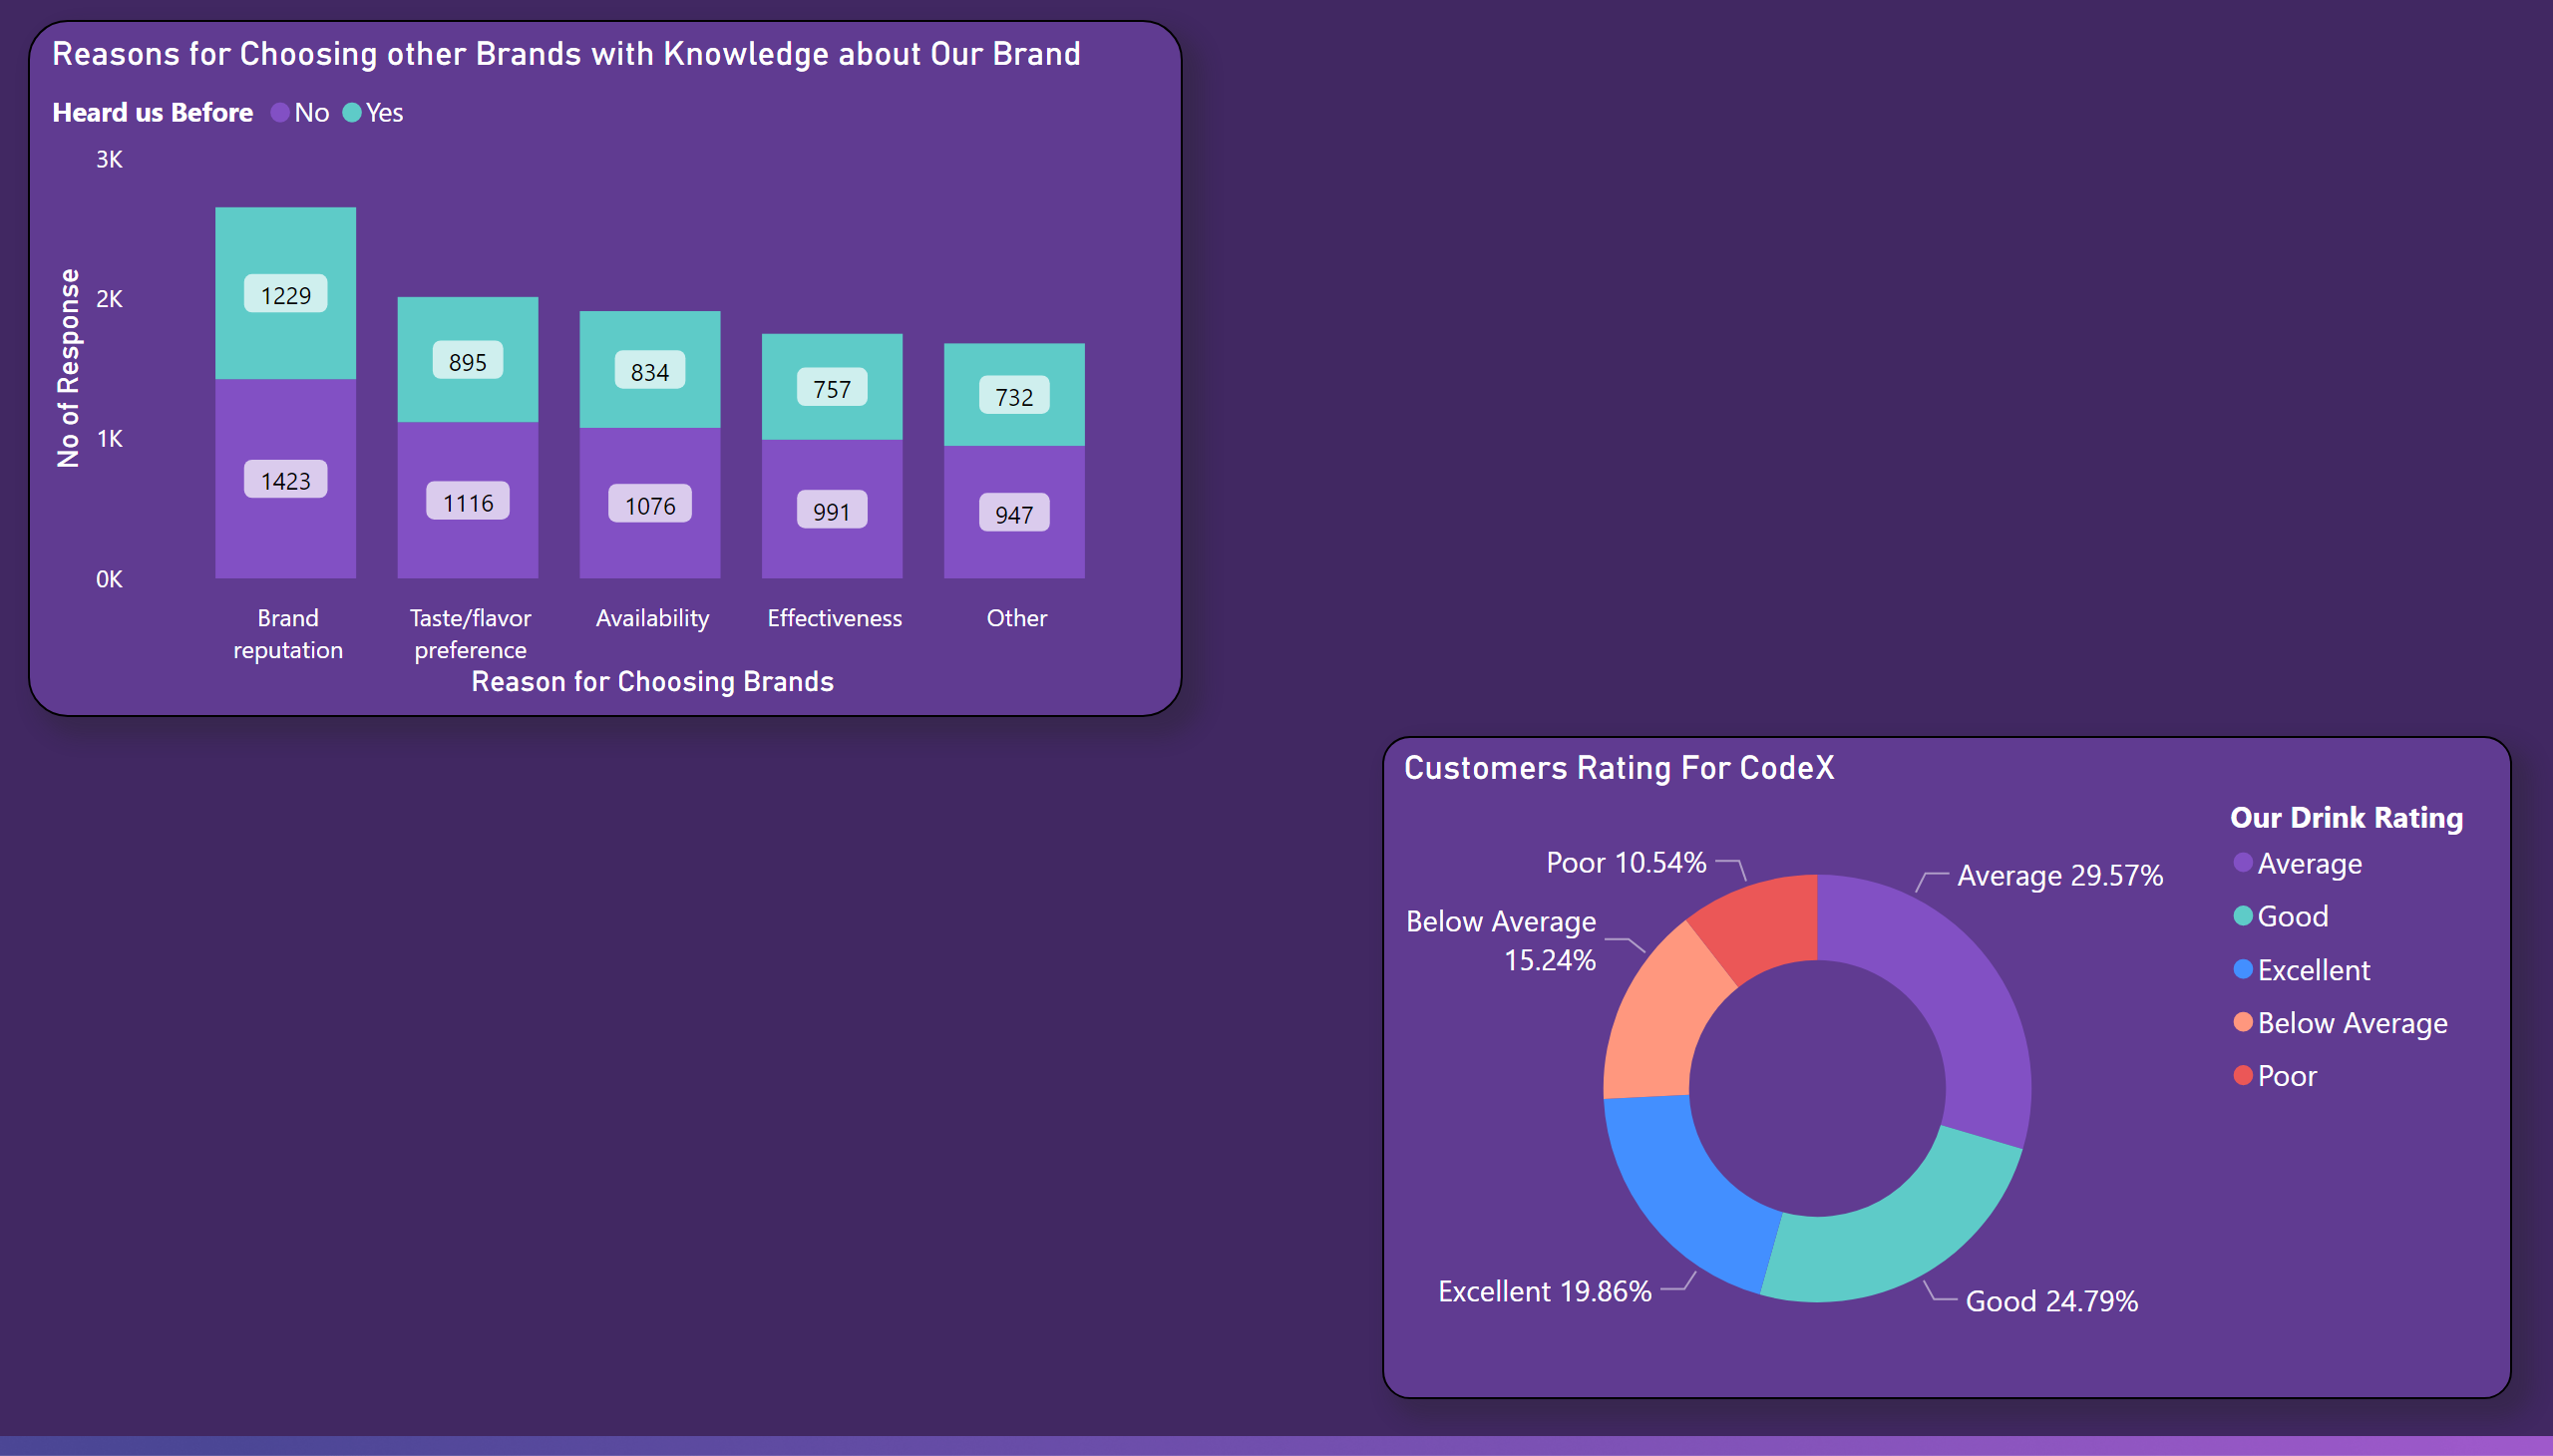 Reasons for Choosing other Brands with Knowledge about Our Brand
Heard us Before No Yes
3K
2K
1K
0K
No of Response
1229
895
834
757
732
1423
1116
1076
991
947
Brand reputation
Taste/flavor preference
Availability
Effectiveness
Other
Reason for Choosing Brands
Customers Rating For CodeX
Our Drink Rating
Average
Good
Excellent
Below Average
Poor
Poor 10.54%
Average 29.57%
Below Average
15.24%
Excellent 19.86%
Good 24.79%